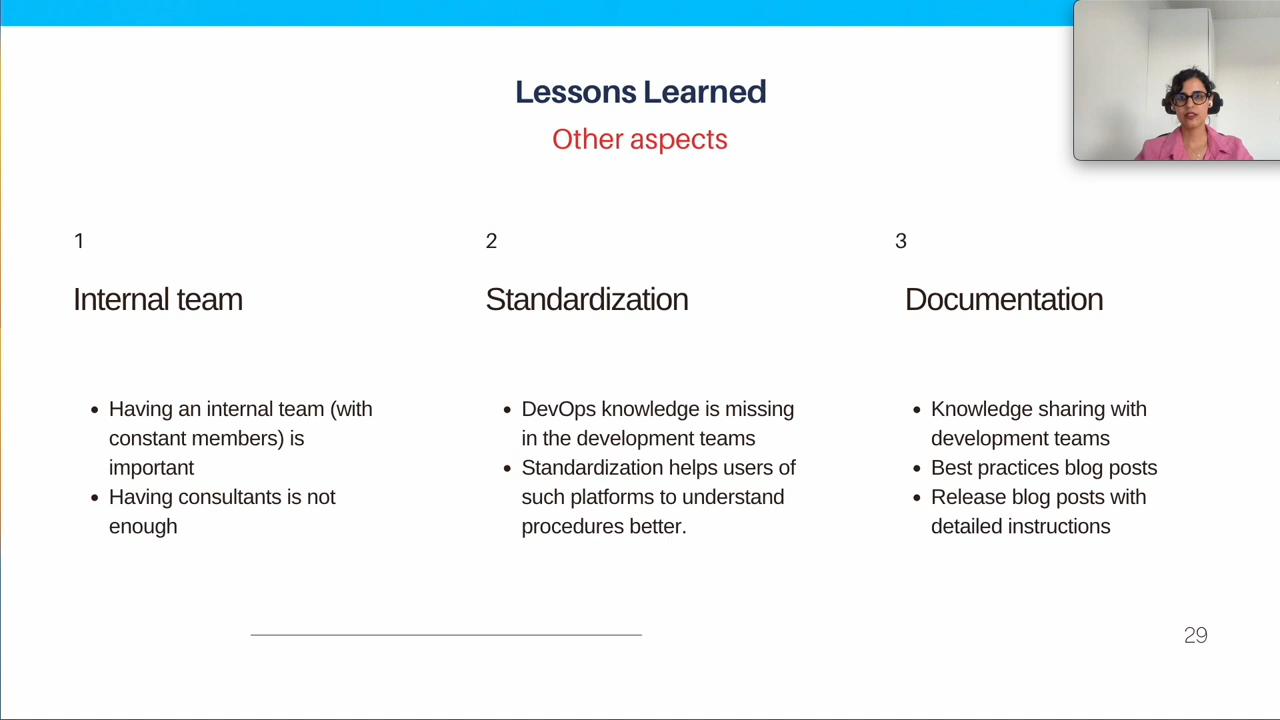 Lessons Learned
Other aspects
1
Internal team
• Having an internal team (with
constant members) is
important
• Having consultants is not
enough
2
Standardization
• DevOps knowledge is missing
in the development teams
• Standardization helps users of
such platforms to understand
procedures better.
3
Documentation
• Knowledge sharing with
development teams
• Best practices blog posts
• Release blog posts with
detailed instructions
29